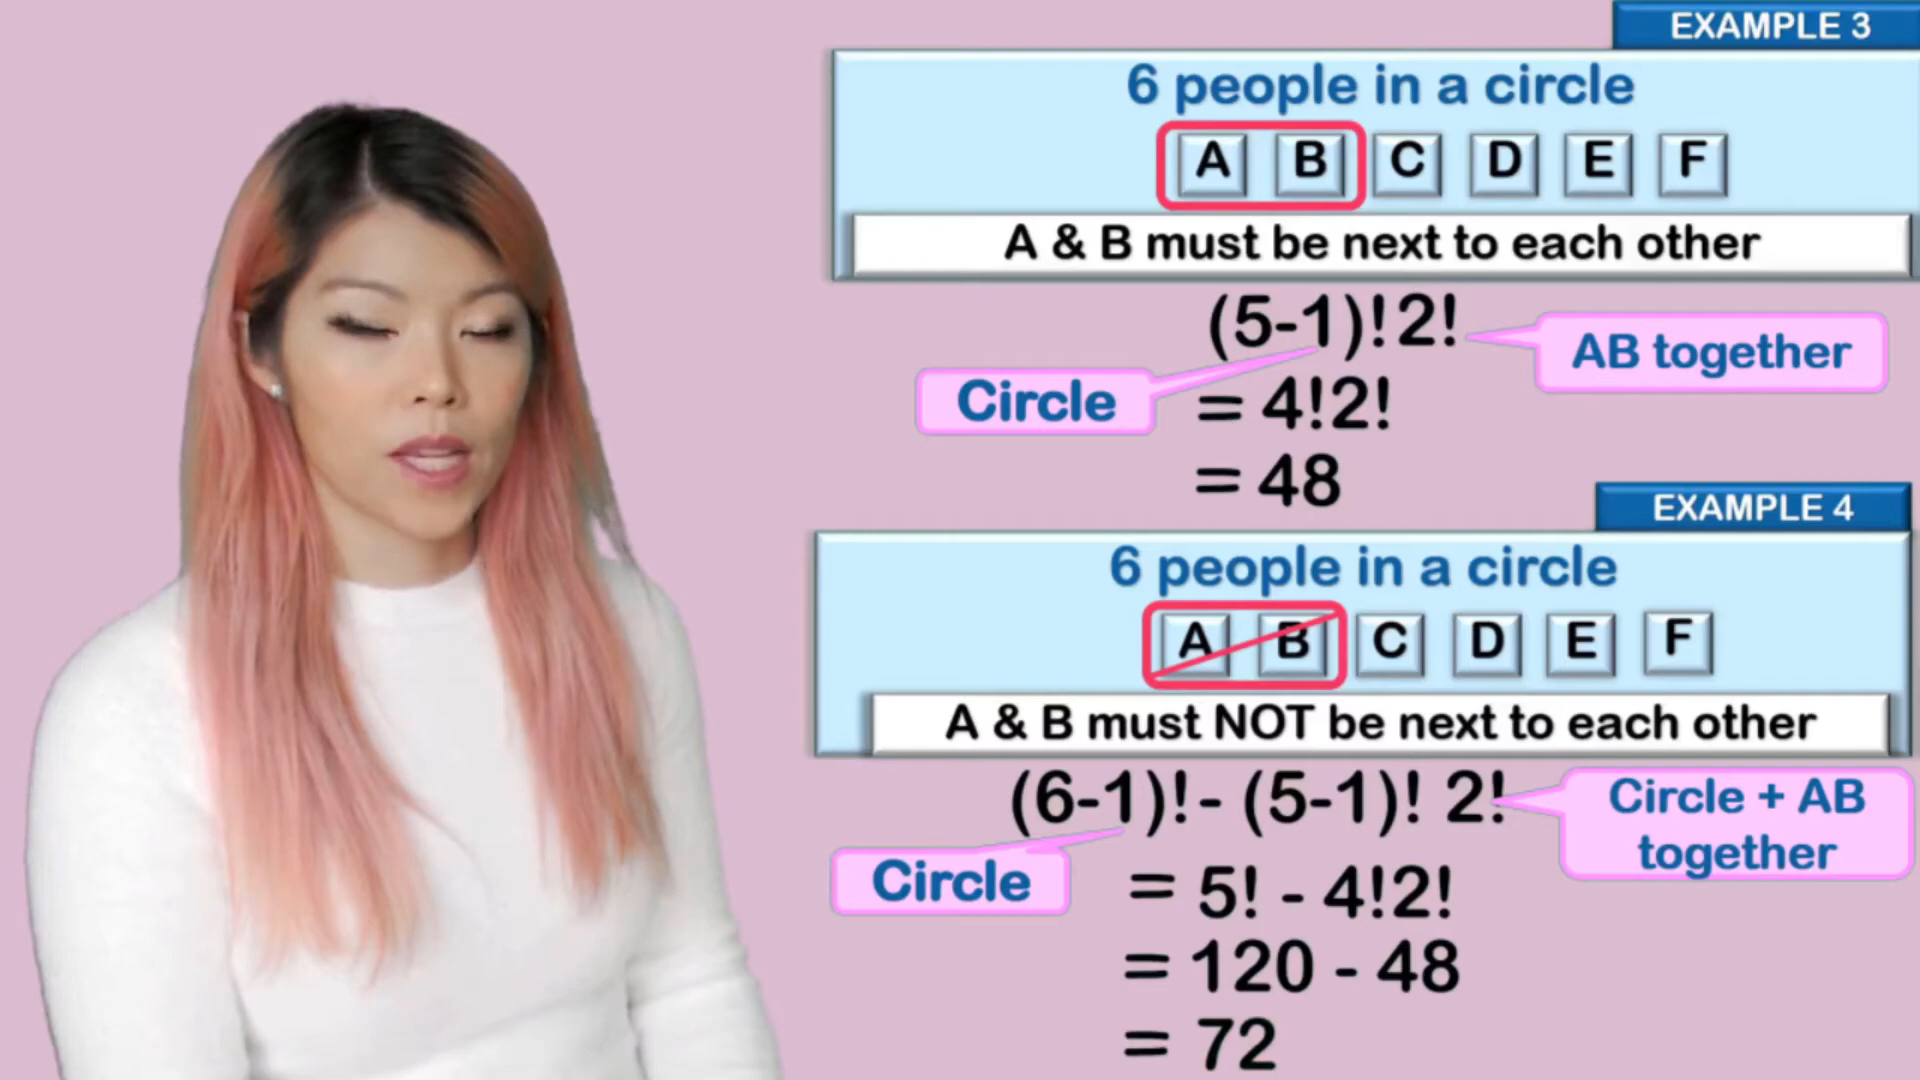 EXAMPLE 3
6 people in a circle
A B C D E F
A & B must be next to each other
(5-1)!2!
AB together
Circle
= 4!2!
= 48
EXAMPLE 4
6 people in a circle
A B C D E F
A & B must NOT be next to each other
(6-1)!- (5-1)! 2!
Circle + AB
together
Circle
= 5! - 4!2!
= 120 - 48
= 72